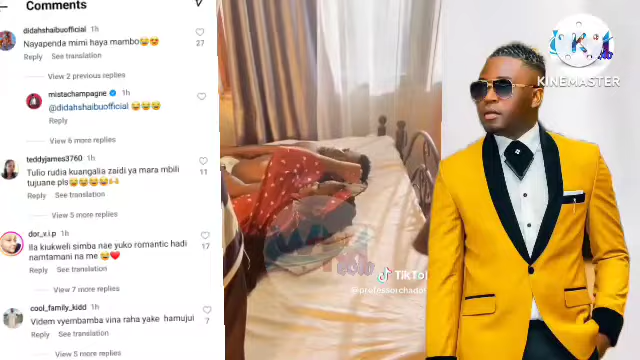 Comments
didahshaibuofficial 1h
Nayapenda mimi haya mambo😂😍
27
Reply See translation
View 2 previous replies
mistachampagne 1h
@didahshaibuofficial 😂😂😂
Reply
View 6 more replies
teddyjames3760 1h
Tulio rudia kuangalia zaidi ya mara mbili
tujuane pls😂😂😂😂🙌
11
Reply See translation
View 5 more replies
dor_v.i.p 1h
Ila kiukweli simba nae yuko romantic hadi
namtamani na me 😂❤️
17
Reply See translation
View 7 more replies
cool_family_kidd 1h
Videm vyembamba vina raha yake hamujui
7
Reply See translation
View 5 more replies
TikTok
KINEMASTER